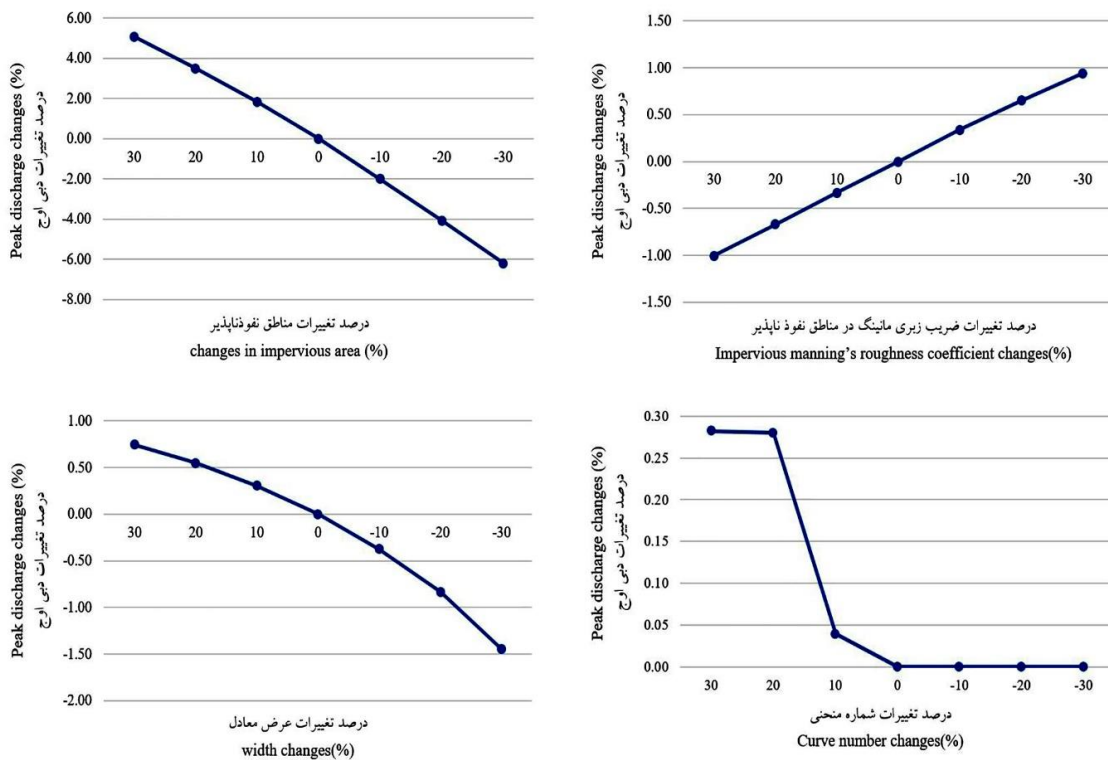 6.00
4.00
2.00
0.00
-2.00
-4.00
-6.00
-8.00
30 20 10 0 -10 -20 -30
Peak discharge changes (%)
درصد تغییرات دبی اوج
درصد تغییرات مناطق نفوذناپذیر
changes in impervious area (%)
1.50
1.00
0.50
0.00
-0.50
-1.00
-1.50
30 20 10 0 -10 -20 -30
Peak discharge changes (%)
درصد تغییرات دبی اوج
درصد تغییرات ضریب زبری مانینگ در مناطق نفوذ ناپذیر
Impervious manning’s roughness coefficient changes(%)
1.00
0.50
0.00
-0.50
-1.00
-1.50
-2.00
30 20 10 0 -10 -20 -30
Peak discharge changes (%)
درصد تغییرات دبی اوج
درصد تغییرات عرض معادل
width changes(%)
0.30
0.25
0.20
0.15
0.10
0.05
0.00
30 20 10 0 -10 -20 -30
Peak discharge changes (%)
درصد تغییرات دبی اوج
درصد تغییرات شماره منحنی
Curve number changes(%)